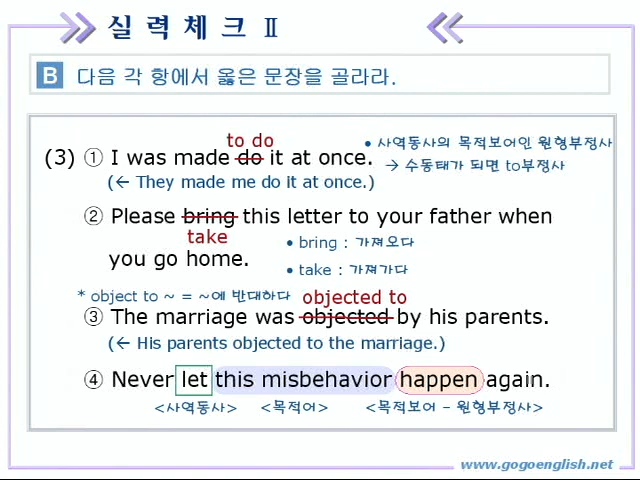 실 력 체 크 Ⅱ
B 다음 각 항에서 옳은 문장을 골라라.
to do
(3) ① I was made do it at once.
• 사역동사의 목적보어인 원형부정사
→ 수동태가 되면 to부정사
(← They made me do it at once.)
② Please bring this letter to your father when
take
you go home.
• bring : 가져오다
• take : 가져가다
* object to ~ = ~에 반대하다
objected to
③ The marriage was objected by his parents.
(← His parents objected to the marriage.)
④ Never let this misbehavior happen again.
<사역동사> <목적어> <목적보어 - 원형부정사>
www.gogoenglish.net